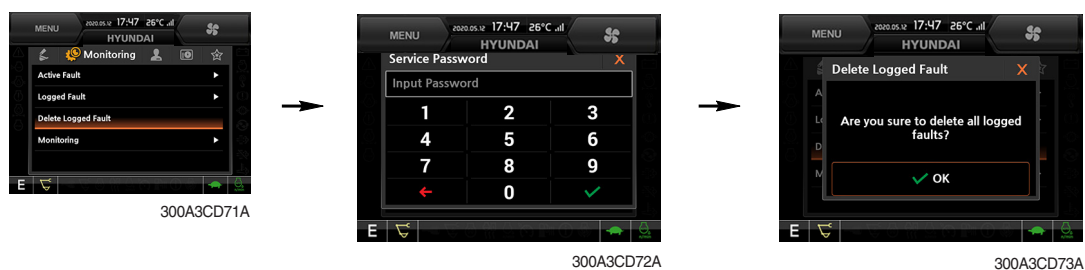 MENU
2020.05.12 17:47 26°C
HYUNDAI
Monitoring
Active Fault
Logged Fault
Delete Logged Fault
Monitoring
E
300A3CD71A
MENU
2020.05.12 17:47 26°C
HYUNDAI
Service Password X
Input Password
1 2 3
4 5 6
7 8 9
0
E
300A3CD72A
MENU
2020.05.12 17:47 26°C
HYUNDAI
Delete Logged Fault X
A
L
D
M
Are you sure to delete all logged
faults?
OK
E
300A3CD73A